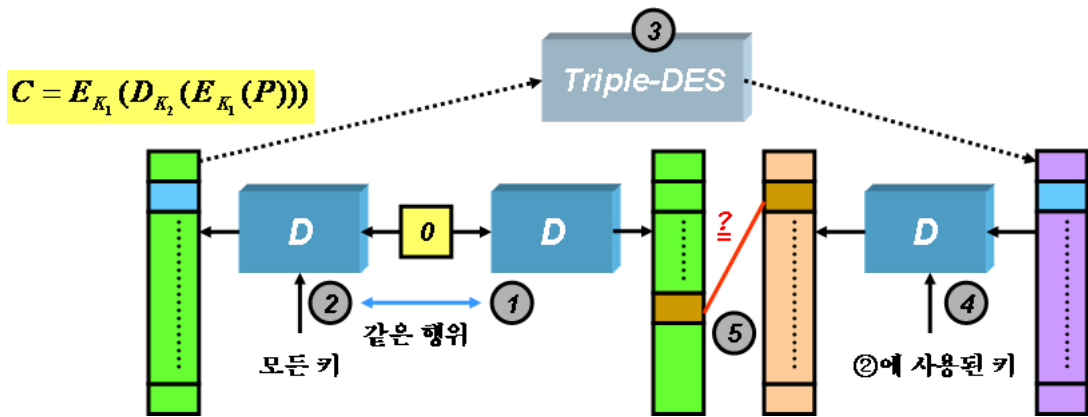 ③
Triple-DES
C = E_{K_1}(D_{K_2}(E_{K_1}(P)))
D
0
D
?
=
D
②
①
④
같은 행위
⑤
모든 키
②에 사용된 키